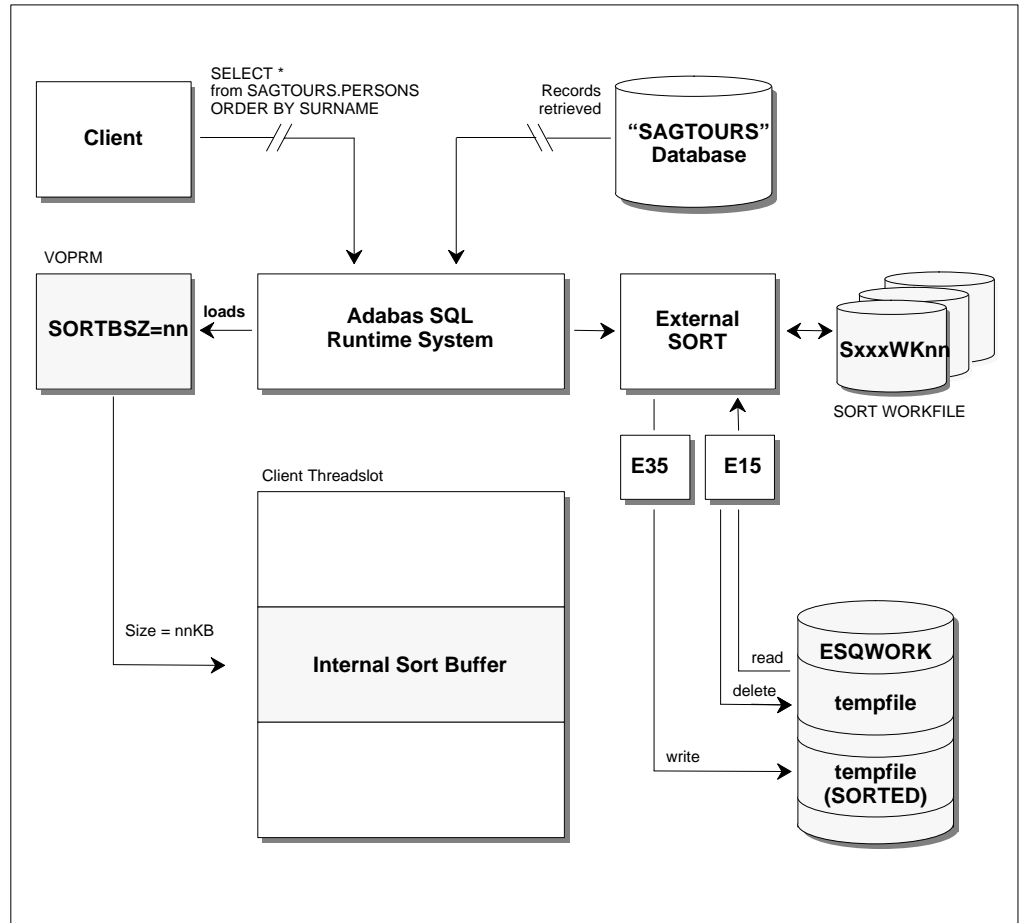 SELECT *
from SAGTOURS.PERSONS
ORDER BY SURNAME
Client
Records
retrieved
“SAGTOURS”
Database
VOPRM
SORTBSZ=nn
loads
Adabas SQL
Runtime System
External
SORT
SxxxWKnn
SORT WORKFILE
E35
E15
Client Threadslot
Size = nnKB
Internal Sort Buffer
read
ESQWORK
delete
tempfile
write
tempfile
(SORTED)